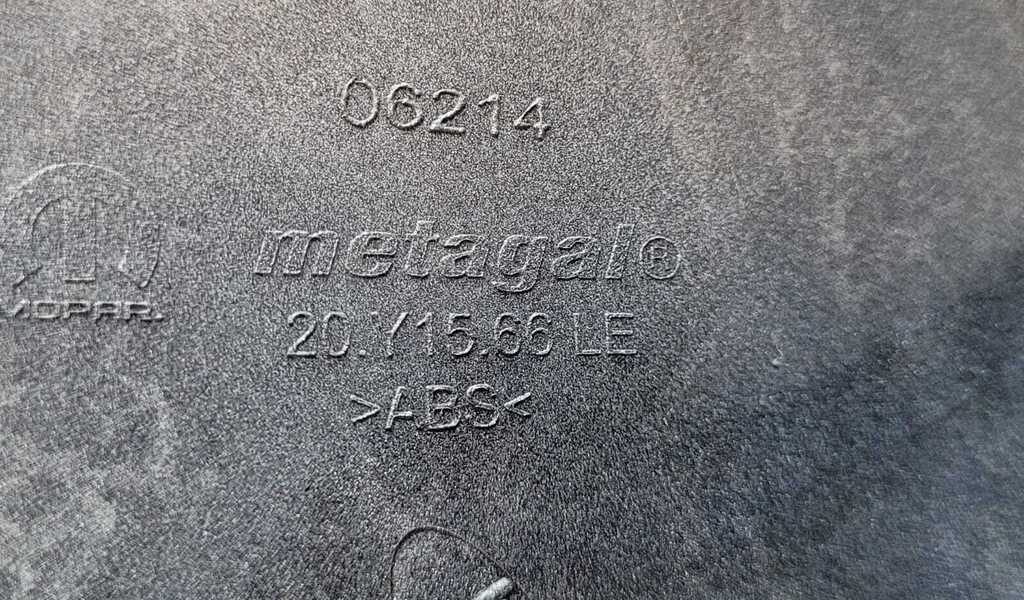 06214
metagal®
MOPAR.
20.Y15.66 LE
>ABS<